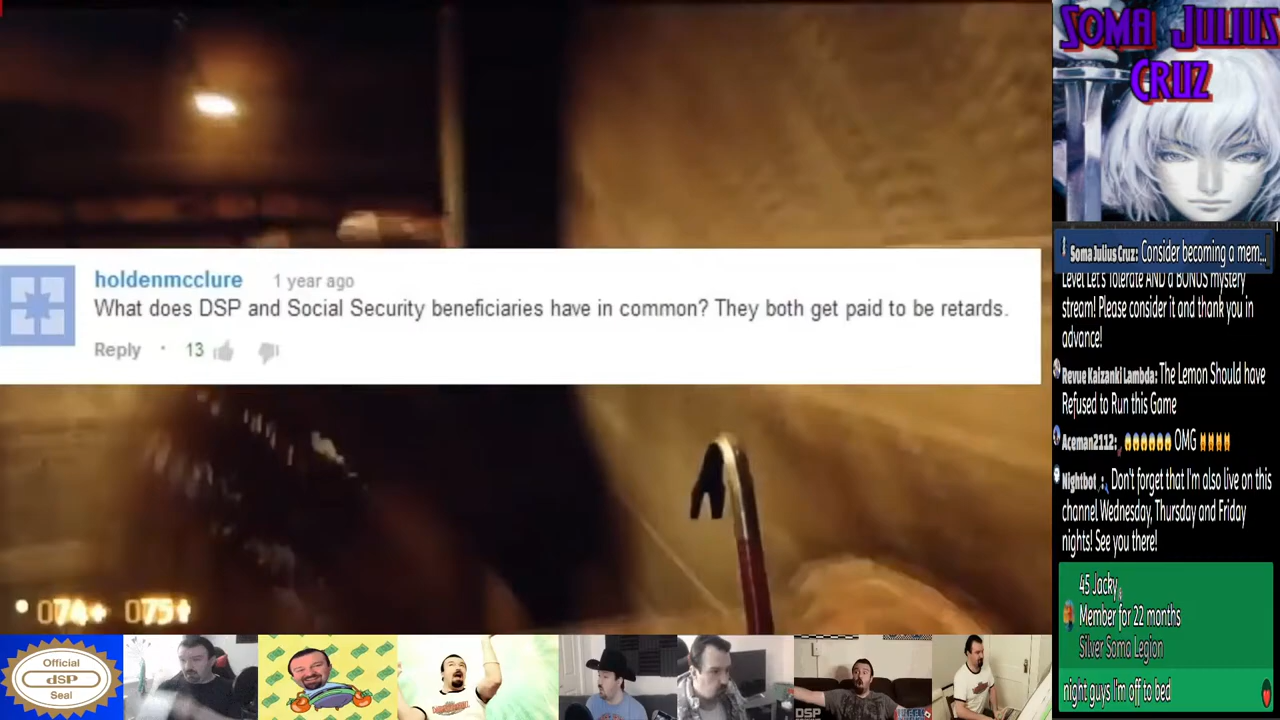 SOMA JULIUS
CRUZ
holdenmcclure 1 year ago
What does DSP and Social Security beneficiaries have in common? They both get paid to be retards.
Reply · 13
Soma Julius Cruz: Consider becoming a mem...
Level Let's Tolerate AND a BONUS mystery
stream! Please consider it and thank you in
advance!
Revue Kaizanki Lambda: The Lemon Should have
Refused to Run this Game
Aceman2112: OMG
Nightbot: Don't forget that I'm also live on this
channel Wednesday, Thursday and Friday
nights! See you there!
45 Jacky
Member for 22 months
Silver Soma Legion
night guys I'm off to bed
074+ 075+
Official
dSP
Seal
DSP